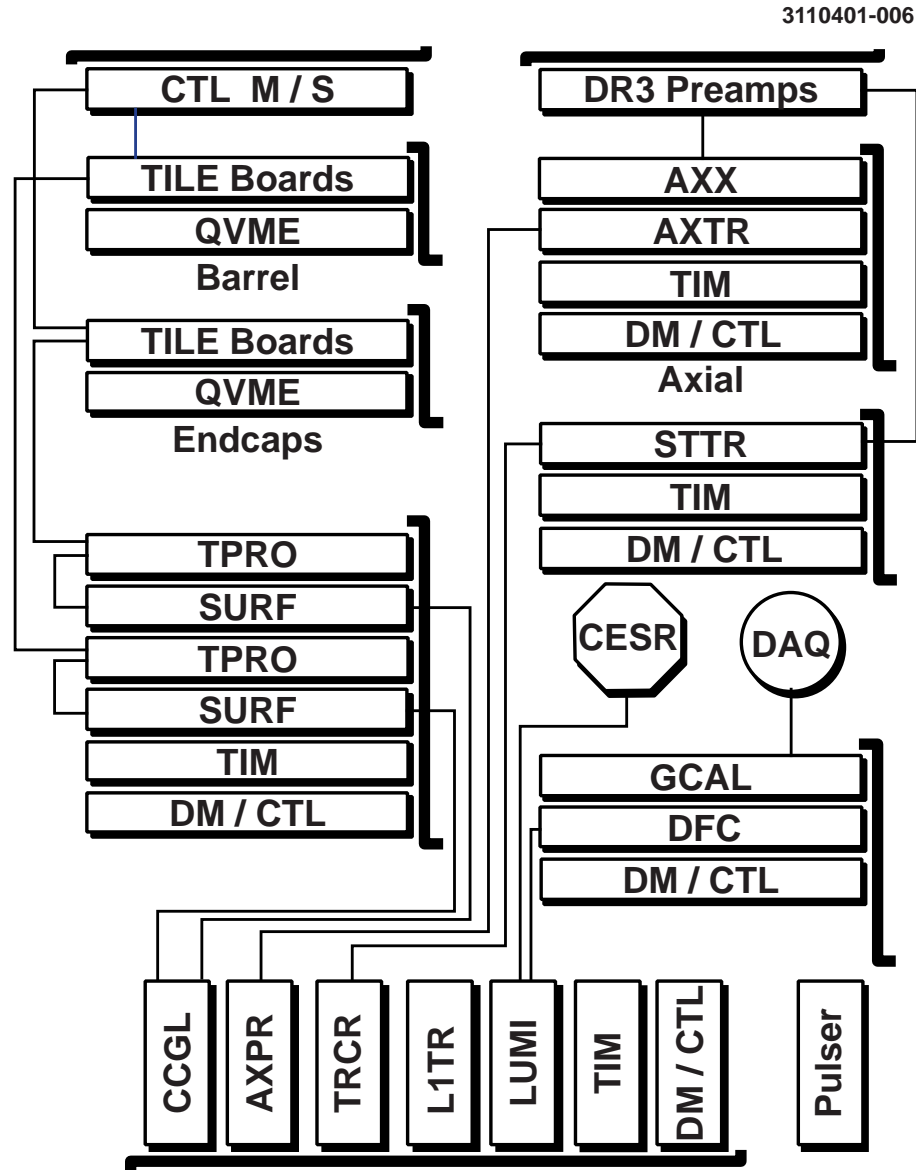 3110401-006
CTL M / S
TILE Boards
QVME
Barrel
TILE Boards
QVME
Endcaps
TPRO
SURF
TPRO
SURF
TIM
DM / CTL
DR3 Preamps
AXX
AXTR
TIM
DM / CTL
Axial
STTR
TIM
DM / CTL
CESR
DAQ
GCAL
DFC
DM / CTL
CCGL
AXPR
TRCR
L1TR
LUMI
TIM
DM / CTL
Pulser